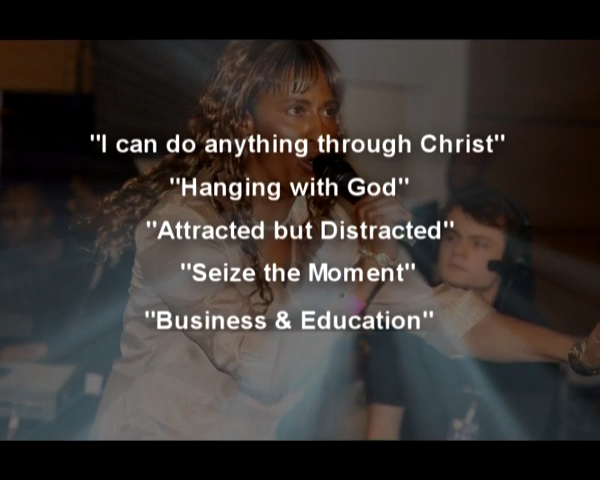 "I can do anything through Christ"
"Hanging with God"
"Attracted but Distracted"
"Seize the Moment"
"Business & Education"